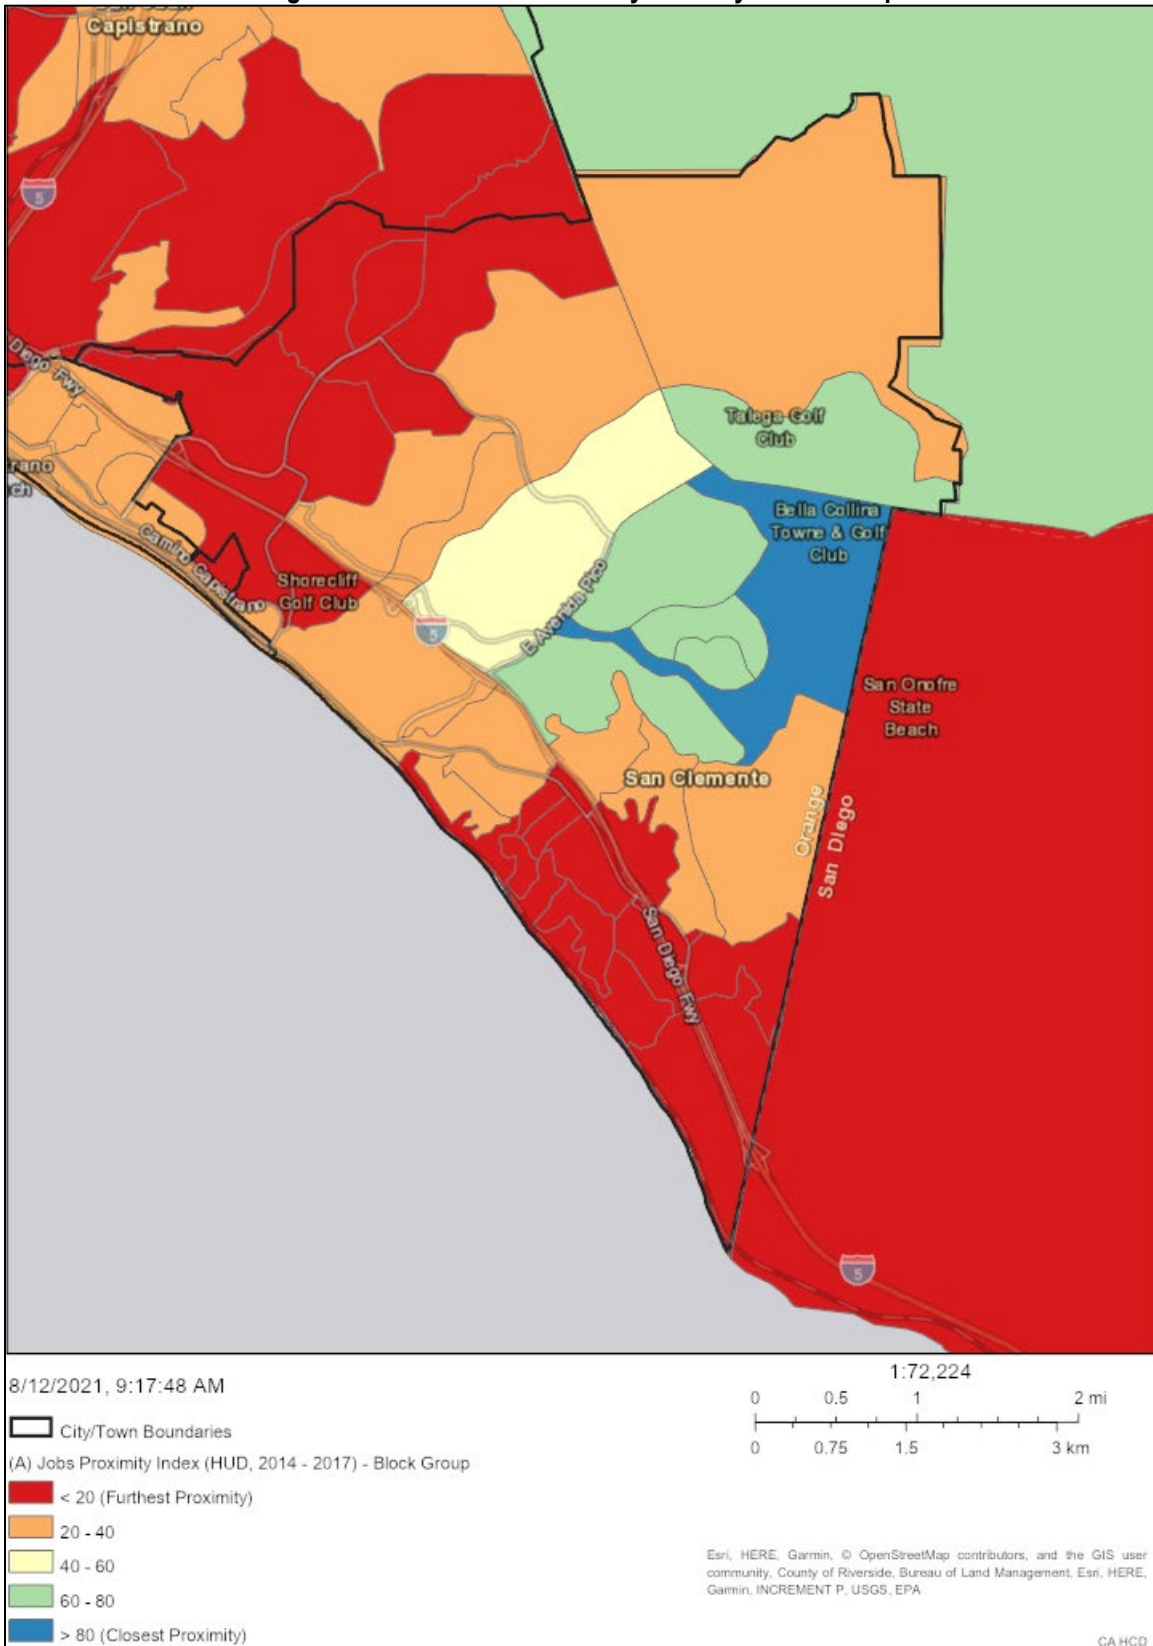 Capistrano
5
Diego Fwy
Talega Golf
Club
Bella Collina
Towne & Golf
Club
Camino Capistrano
Shorecliff
Golf Club
5
E Avenida Pico
San Onofre
State
Beach
San Clemente
Orange
San Diego
San Diego Fwy
5
8/12/2021, 9:17:48 AM
1:72,224
0 0.5 1 2 mi
0 0.75 1.5 3 km
City/Town Boundaries
(A) Jobs Proximity Index (HUD, 2014 - 2017) - Block Group
< 20 (Furthest Proximity)
20 - 40
40 - 60
60 - 80
> 80 (Closest Proximity)
Esri, HERE, Garmin, © OpenStreetMap contributors, and the GIS user
community, County of Riverside, Bureau of Land Management, Esri, HERE,
Garmin, INCREMENT P, USGS, EPA
CA HCD